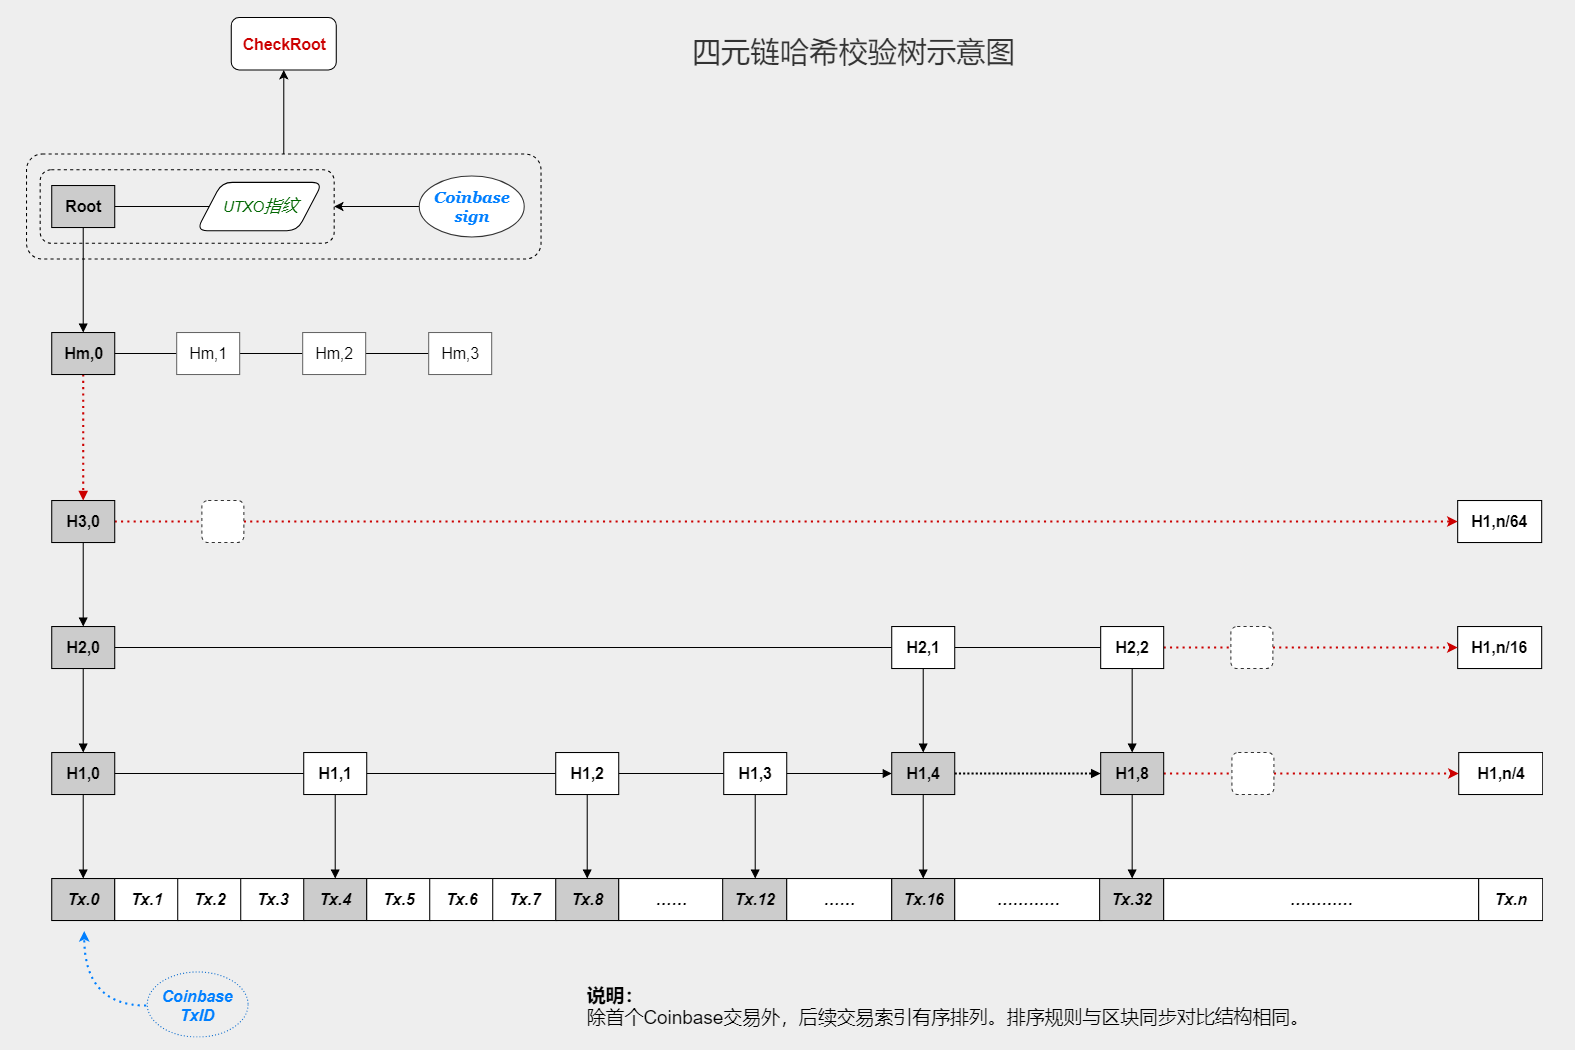 CheckRoot
四元链哈希校验树示意图
Root
UTXO指纹
Coinbase
sign
Hm,0
Hm,1
Hm,2
Hm,3
H3,0
H1,n/64
H2,0
H2,1
H2,2
H1,n/16
H1,0
H1,1
H1,2
H1,3
H1,4
H1,8
H1,n/4
Tx.0
Tx.1
Tx.2
Tx.3
Tx.4
Tx.5
Tx.6
Tx.7
Tx.8
......
Tx.12
......
Tx.16
............
Tx.32
............
Tx.n
Coinbase
TxID
说明：
除首个Coinbase交易外，后续交易索引有序排列。排序规则与区块同步对比结构相同。